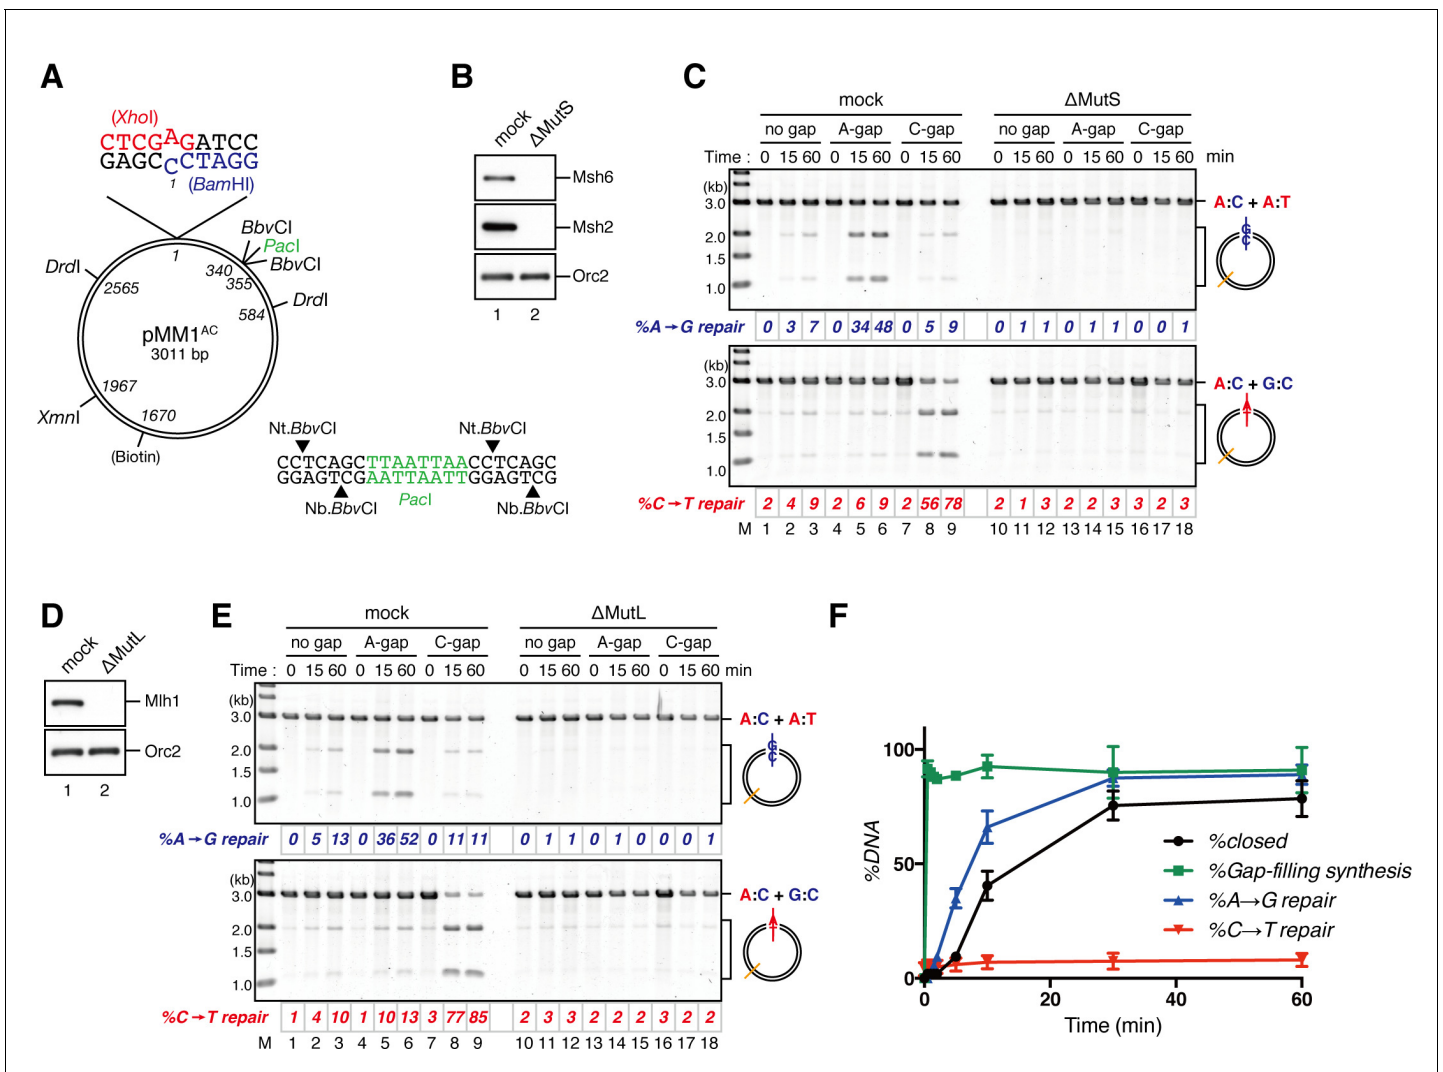 A
(XhoI)
CTCGAGATCC
GAGCCCTAGG
1
(BamHI)
BbvCI
PacI
BbvCI
DrdI
1
340
355
2565
DrdI
584
pMM1AC
3011 bp
1967
XmnI
1670
(Biotin)
Nt.BbvCI
Nt.BbvCI
CCTCAGCTTAATTAACCTCAGC
GGAGTCGAATTAATTGGAGTCG
PacI
Nb.BbvCI
Nb.BbvCI
B
mock
ΔMutS
Msh6
Msh2
Orc2
1 2
C
mock ΔMutS
no gap A-gap C-gap no gap A-gap C-gap
Time : 0 15 60 0 15 60 0 15 60 0 15 60 0 15 60 0 15 60 min
(kb)
3.0
2.0
1.5
1.0
A:C + A:T
G
C
%A→G repair 0 3 7 0 34 48 0 5 9 0 1 1 0 1 1 0 0 1
(kb)
3.0
2.0
1.5
1.0
A:C + G:C
A
T
%C→T repair 2 4 9 2 6 9 2 56 78 2 1 3 2 2 3 3 2 3
M 1 2 3 4 5 6 7 8 9 10 11 12 13 14 15 16 17 18
D
mock
ΔMutL
Mlh1
Orc2
1 2
E
mock ΔMutL
no gap A-gap C-gap no gap A-gap C-gap
Time : 0 15 60 0 15 60 0 15 60 0 15 60 0 15 60 0 15 60 min
(kb)
3.0
2.0
1.5
1.0
A:C + A:T
G
C
%A→G repair 0 5 13 0 36 52 0 11 11 0 1 1 0 1 0 0 0 1
(kb)
3.0
2.0
1.5
1.0
A:C + G:C
A
T
%C→T repair 1 4 10 1 10 13 3 77 85 2 3 3 2 2 2 3 2 2
M 1 2 3 4 5 6 7 8 9 10 11 12 13 14 15 16 17 18
F
100
50
0
%DNA
%closed
%Gap-filling synthesis
%A→G repair
%C→T repair
0 20 40 60
Time (min)